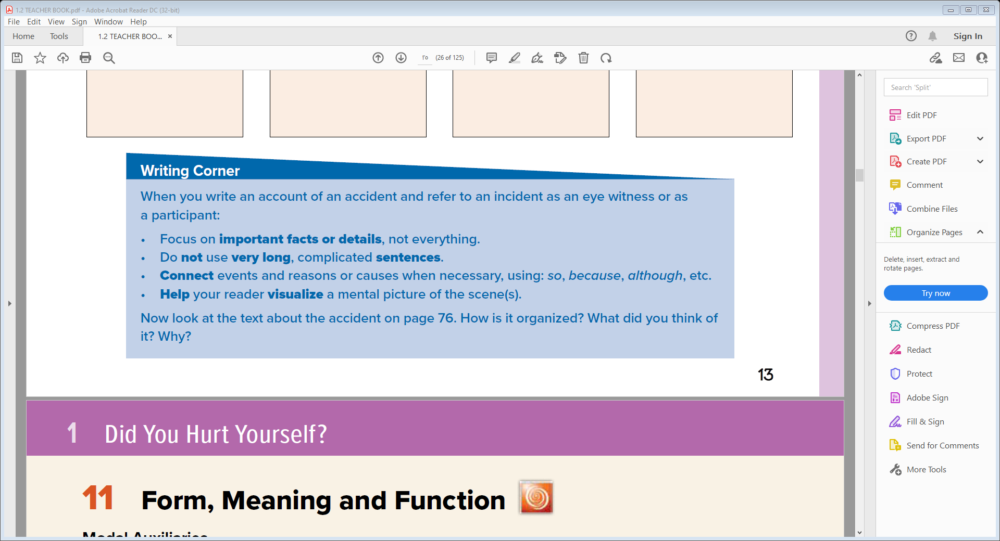 1.2 TEACHER BOOK.pdf - Adobe Acrobat Reader DC (32-bit)
File Edit View Sign Window Help
Home Tools 1.2 TEACHER BOO... × Sign In
٢٥ (26 of 125)
Writing Corner
When you write an account of an accident and refer to an incident as an eye witness or as
a participant:
• Focus on important facts or details, not everything.
• Do not use very long, complicated sentences.
• Connect events and reasons or causes when necessary, using: so, because, although, etc.
• Help your reader visualize a mental picture of the scene(s).
Now look at the text about the accident on page 76. How is it organized? What did you think of
it? Why?
13
1 Did You Hurt Yourself?
11 Form, Meaning and Function
Modal Auxiliaries
Search 'Split'
Edit PDF
Export PDF
Create PDF
Comment
Combine Files
Organize Pages
Delete, insert, extract and
rotate pages.
Try now
Compress PDF
Redact
Protect
Adobe Sign
Fill & Sign
Send for Comments
More Tools